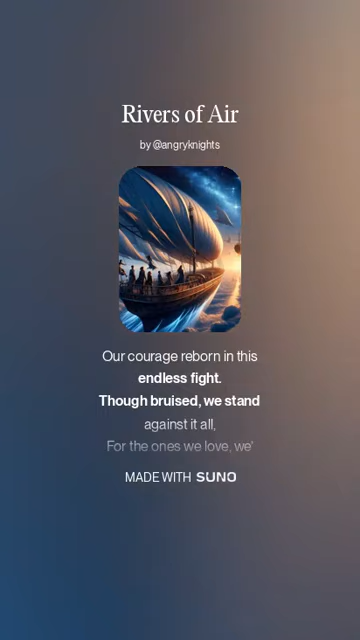 Rivers of Air
by @angryknights
Our courage reborn in this
endless fight.
Though bruised, we stand
against it all,
For the ones we love, we'
MADE WITH SUNO